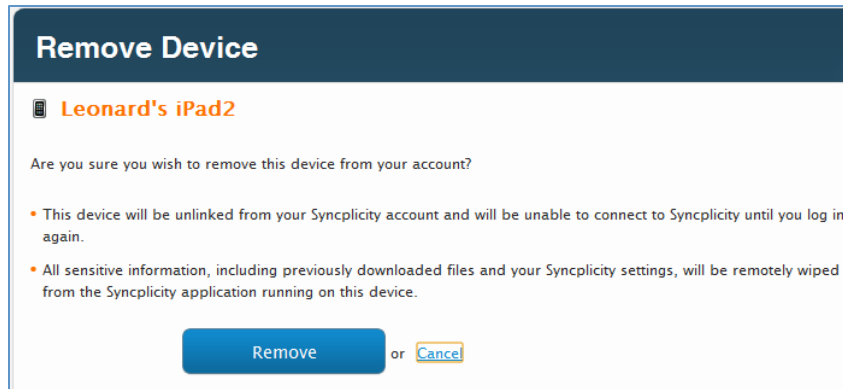 Remove Device
Leonard's iPad2
Are you sure you wish to remove this device from your account?
• This device will be unlinked from your Syncplicity account and will be unable to connect to Syncplicity until you log in
again.
• All sensitive information, including previously downloaded files and your Syncplicity settings, will be remotely wiped
from the Syncplicity application running on this device.
Remove or Cancel